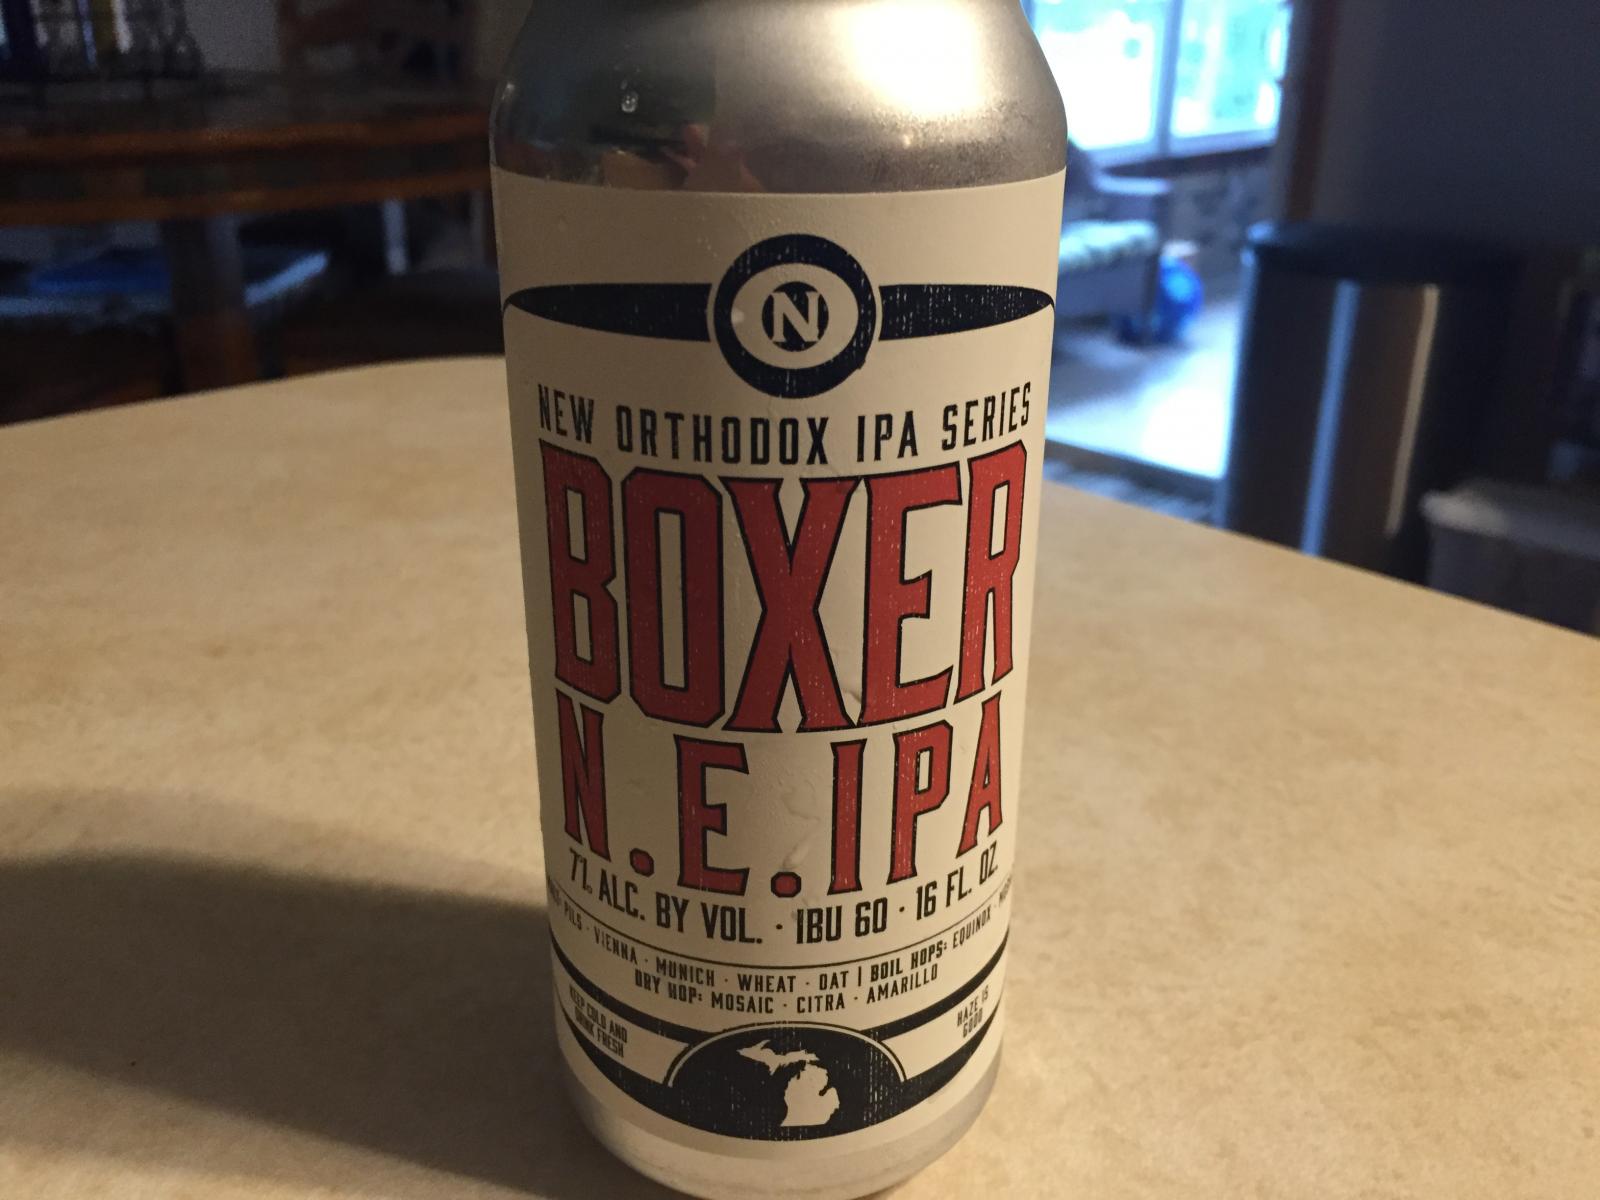 N
NEW ORTHODOX IPA SERIES
BOXER
N.E.IPA
7% ALC. BY VOL. · IBU 60 · 16 FL. OZ.
PILS · VIENNA · MUNICH · WHEAT · OAT | BOIL HOPS: EQUINOX ·
DRY HOP: MOSAIC · CITRA · AMARILLO
KEEP COLD AND
DRINK FRESH
HAZE IS
GOOD